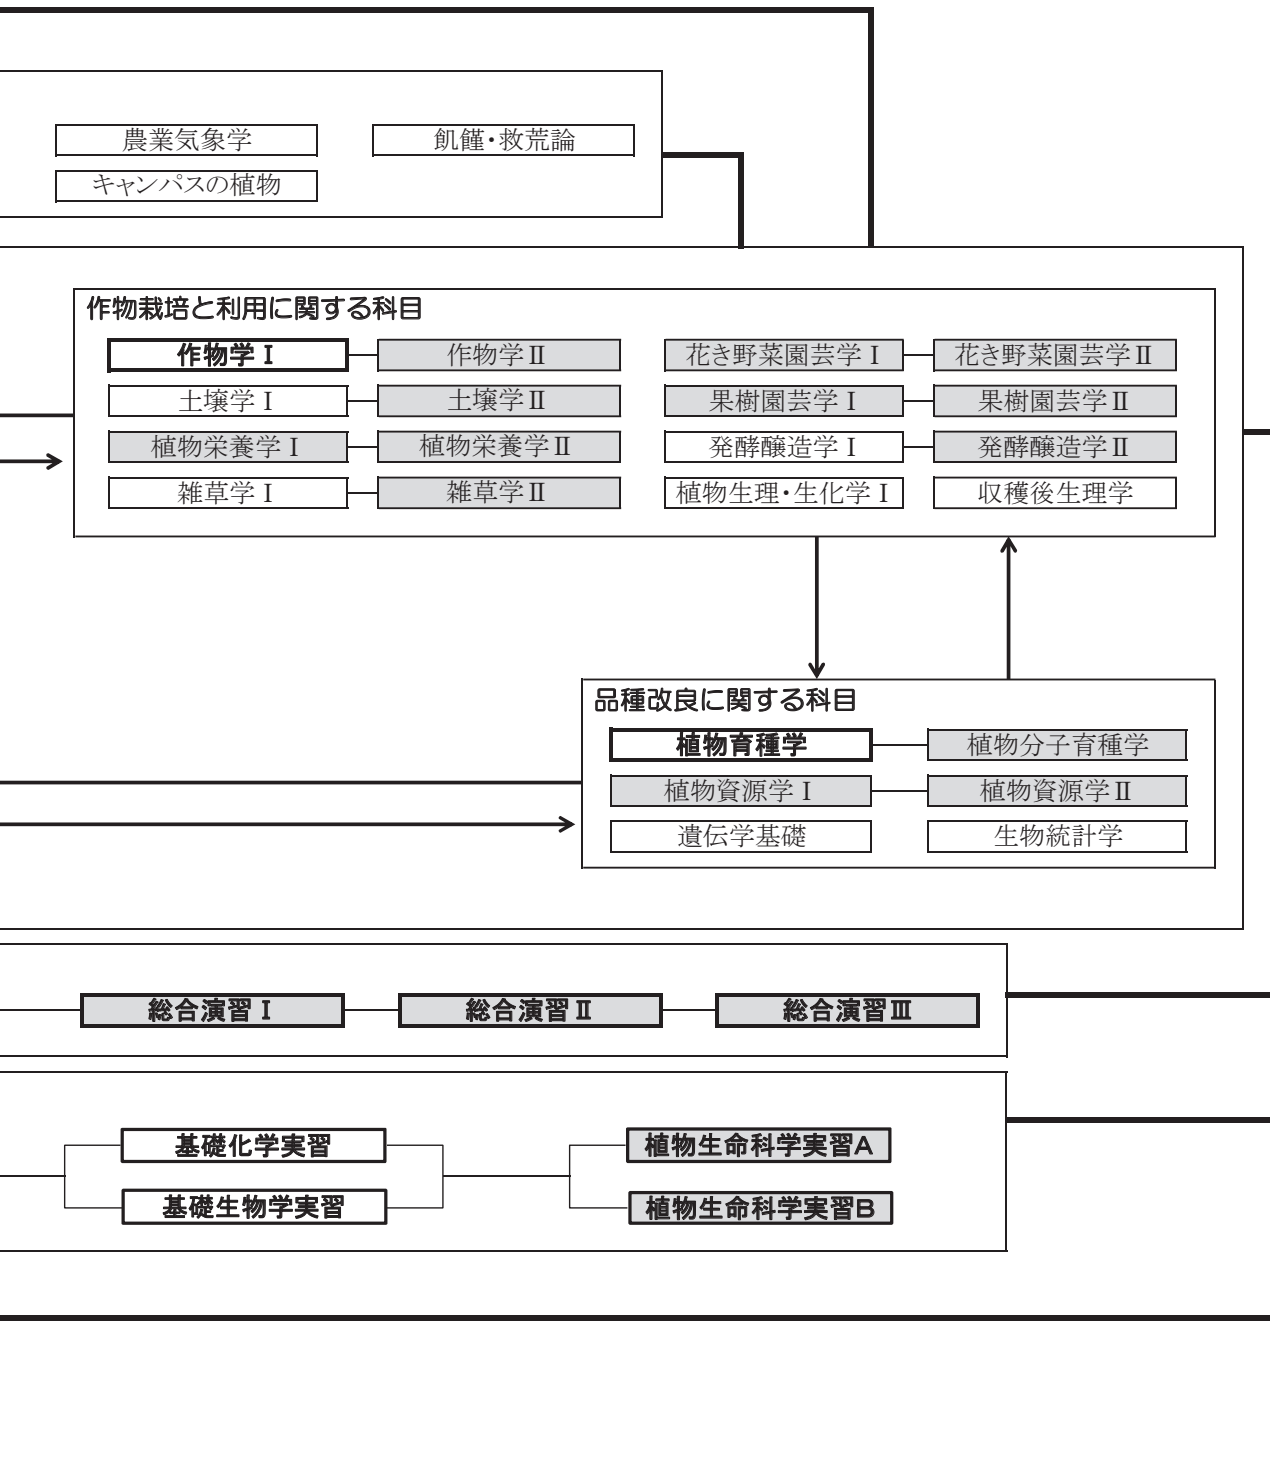 農業気象学
飢饉・救荒論
キャンパスの植物
作物栽培と利用に関する科目
作物学Ⅰ
作物学Ⅱ
花き野菜園芸学Ⅰ
花き野菜園芸学Ⅱ
土壌学Ⅰ
土壌学Ⅱ
果樹園芸学Ⅰ
果樹園芸学Ⅱ
植物栄養学Ⅰ
植物栄養学Ⅱ
発酵醸造学Ⅰ
発酵醸造学Ⅱ
雑草学Ⅰ
雑草学Ⅱ
植物生理・生化学Ⅰ
収穫後生理学
品種改良に関する科目
植物育種学
植物分子育種学
植物資源学Ⅰ
植物資源学Ⅱ
遺伝学基礎
生物統計学
総合演習Ⅰ
総合演習Ⅱ
総合演習Ⅲ
基礎化学実習
植物生命科学実習A
基礎生物学実習
植物生命科学実習B